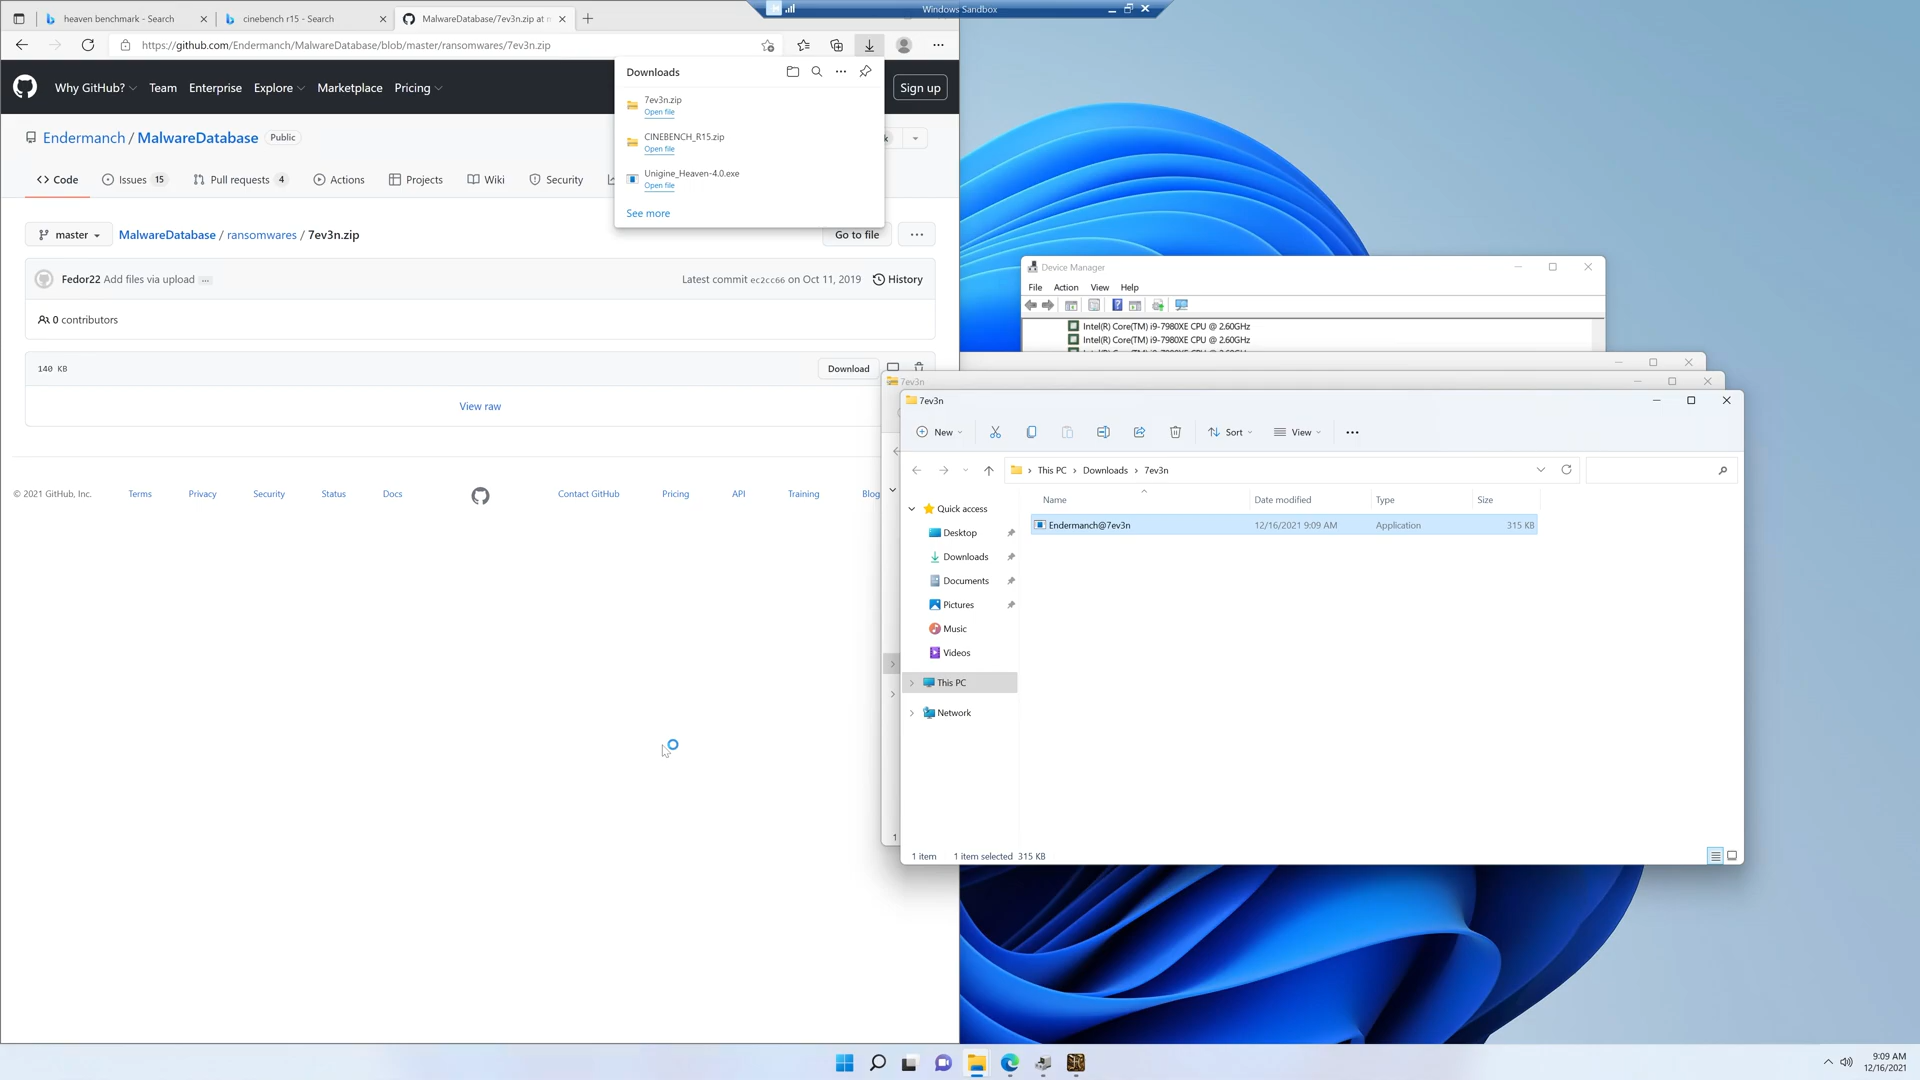 Windows Sandbox
heaven benchmark - Search
cinebench r15 - Search
MalwareDatabase/7ev3n.zip at m
https://github.com/Endermanch/MalwareDatabase/blob/master/ransomwares/7ev3n.zip
Why GitHub?
Team
Enterprise
Explore
Marketplace
Pricing
Sign up
Downloads
7ev3n.zip
Open file
CINEBENCH_R15.zip
Open file
Unigine_Heaven-4.0.exe
Open file
See more
Endermanch / MalwareDatabase Public
Code
Issues 15
Pull requests 4
Actions
Projects
Wiki
Security
master
MalwareDatabase / ransomwares / 7ev3n.zip
Go to file
Fedor22 Add files via upload
Latest commit ec2cc66 on Oct 11, 2019
History
0 contributors
140 KB
Download
View raw
© 2021 GitHub, Inc.
Terms
Privacy
Security
Status
Docs
Contact GitHub
Pricing
API
Training
Blog
Device Manager
File
Action
View
Help
Intel(R) Core(TM) i9-7980XE CPU @ 2.60GHz
Intel(R) Core(TM) i9-7980XE CPU @ 2.60GHz
7ev3n
7ev3n
New
Sort
View
This PC › Downloads › 7ev3n
Name
Date modified
Type
Size
Endermanch@7ev3n
12/16/2021 9:09 AM
Application
315 KB
Quick access
Desktop
Downloads
Documents
Pictures
Music
Videos
This PC
Network
1
1 item
1 item selected 315 KB
9:09 AM
12/16/2021